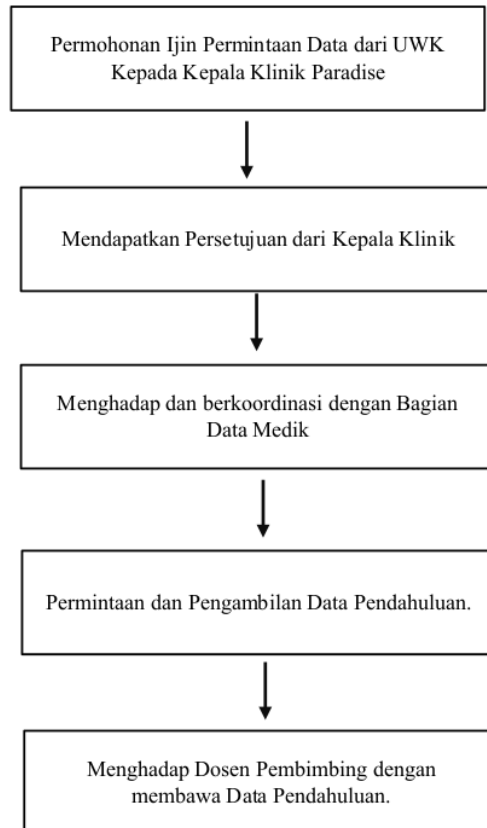 Permohonan Ijin Permintaan Data dari UWK
Kepada Kepala Klinik Paradise
Mendapatkan Persetujuan dari Kepala Klinik
Menghadap dan berkoordinasi dengan Bagian
Data Medik
Permintaan dan Pengambilan Data Pendahuluan.
Menghadap Dosen Pembimbing dengan
membawa Data Pendahuluan.